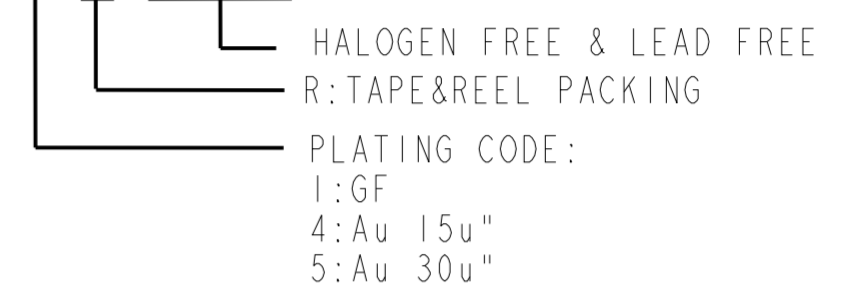 HALOGEN FREE & LEAD FREE
R:TAPE&REEL PACKING
PLATING CODE:
1:GF
4:Au 15u"
5:Au 30u"